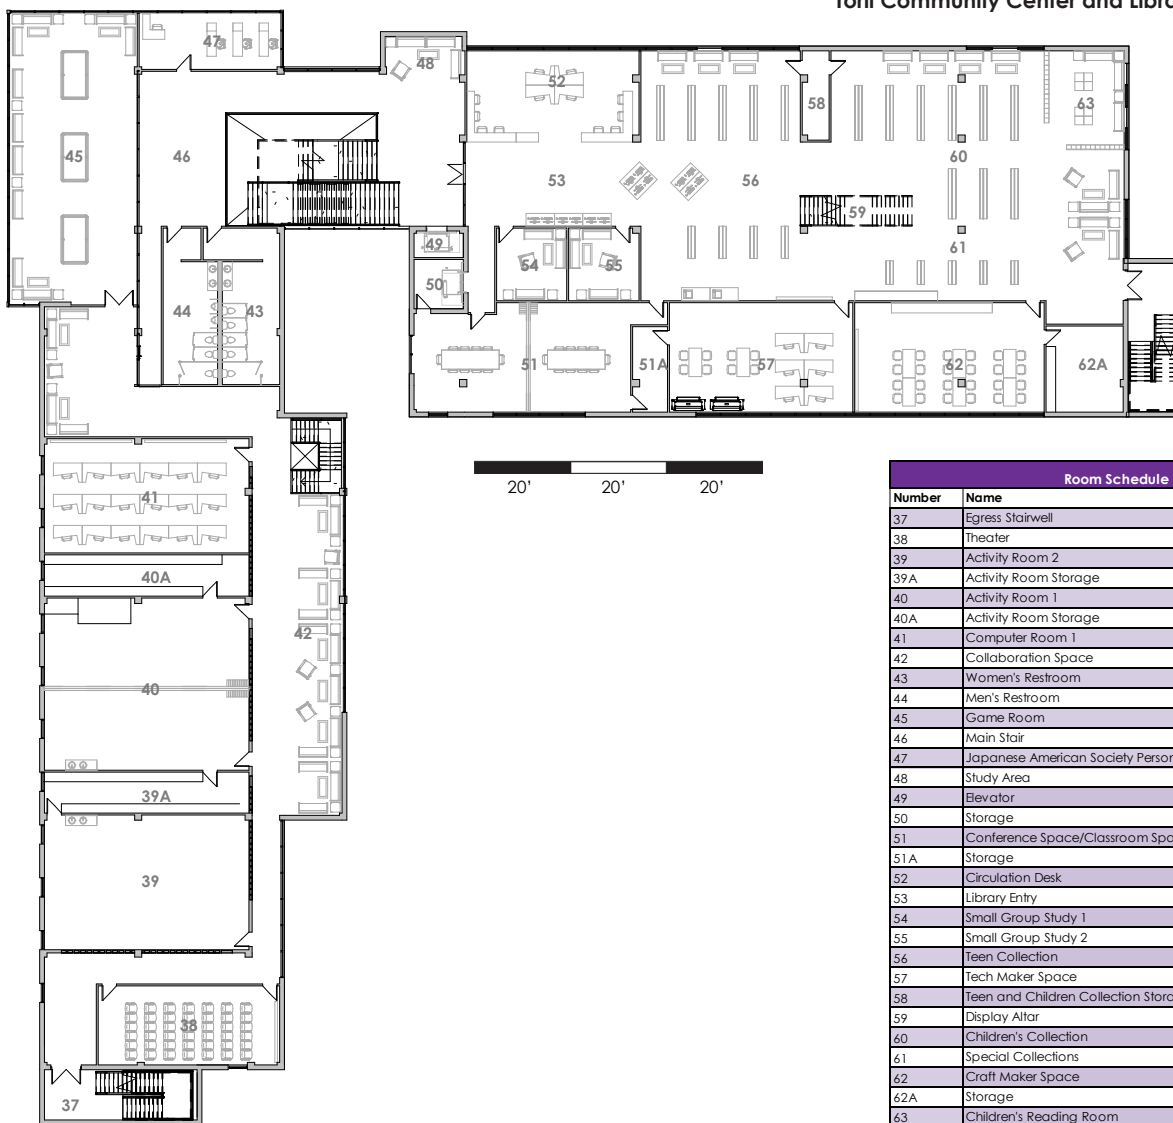 Community Center and
47
48
52
58
63
45
46
53
56
60
59
49
61
54
55
50
44
43
51
51A
57
62
62A
20' 20' 20'
41
40A
42
40
39A
39
38
37
Room Schedule
Number Name
37 Egress Stairwell
38 Theater
39 Activity Room 2
39A Activity Room Storage
40 Activity Room 1
40A Activity Room Storage
41 Computer Room 1
42 Collaboration Space
43 Women's Restroom
44 Men's Restroom
45 Game Room
46 Main Stair
47 Japanese American Society
48 Study Area
49 Elevator
50 Storage
51 Conference Space/Classroom
51A Storage
52 Circulation Desk
53 Library Entry
54 Small Group Study 1
55 Small Group Study 2
56 Teen Collection
57 Tech Maker Space
58 Teen and Children Collection
59 Display Altar
60 Children's Collection
61 Special Collections
62 Craft Maker Space
62A Storage
63 Children's Reading Room